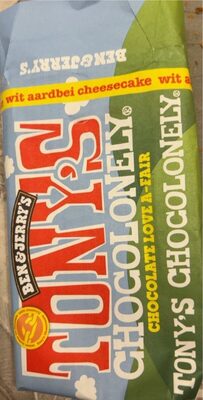 BEN&JERRY'S
wit aardbei cheesecake
wit a
BEN&JERRY'S
TONY'S
CHOCOLONELY®
CHOCOLATE LOVE A-FAIR
TONY'S CHOCOLONELY®